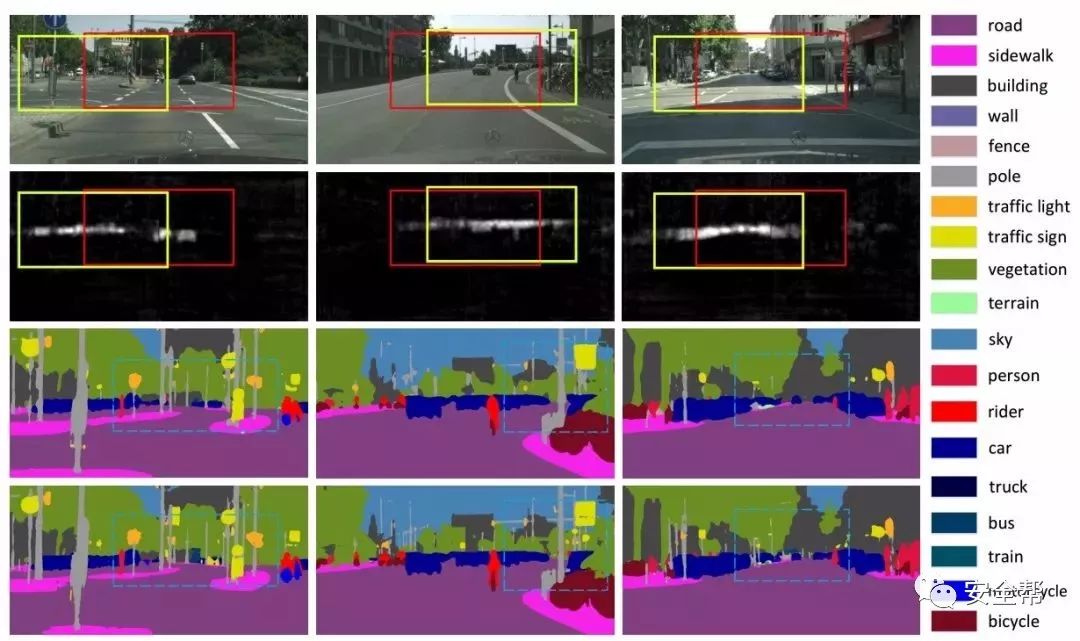 road
sidewalk
building
wall
fence
pole
traffic light
traffic sign
vegetation
terrain
sky
person
rider
car
truck
bus
train
安全帮
bicycle